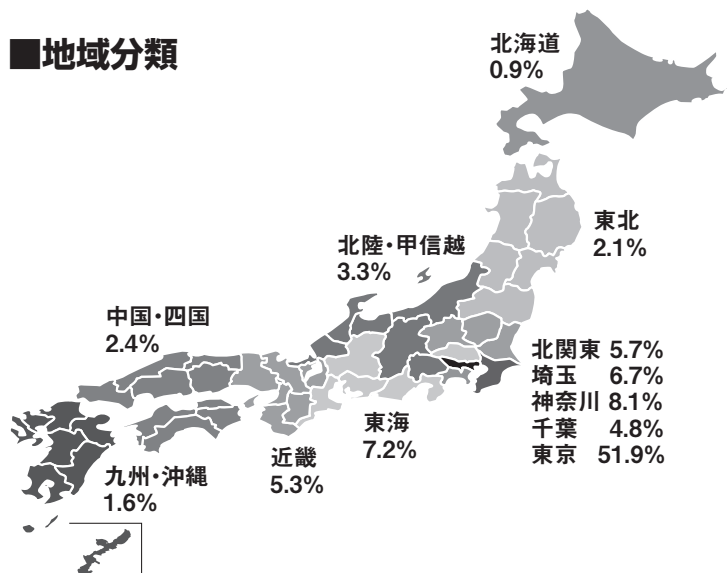 ■地域分類
北海道
0.9%
東北
2.1%
北陸・甲信越
3.3%
中国・四国
2.4%
北関東 5.7%
埼玉 6.7%
神奈川 8.1%
千葉 4.8%
東京 51.9%
東海
7.2%
近畿
5.3%
九州・沖縄
1.6%